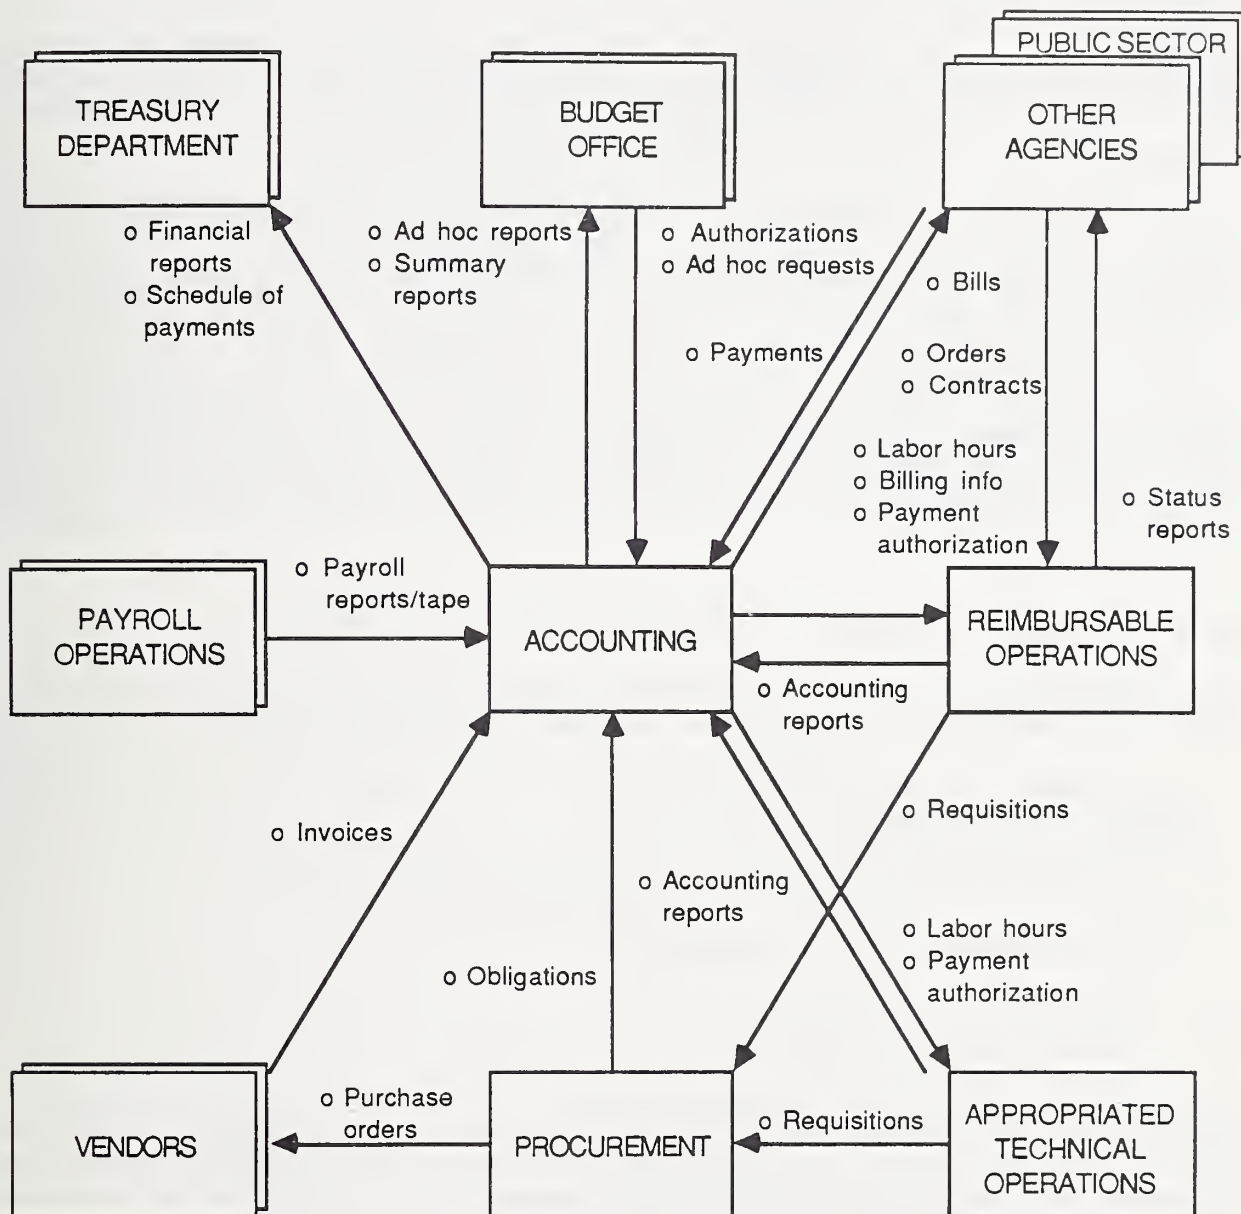 PUBLIC SECTOR
TREASURY
DEPARTMENT
BUDGET
OFFICE
OTHER
AGENCIES
o Financial
reports
o Schedule of
payments
o Ad hoc reports
o Summary
reports
o Authorizations
o Ad hoc requests
o Bills
o Payments
o Orders
o Contracts
o Labor hours
o Billing info
o Payment
authorization
o Status
reports
PAYROLL
OPERATIONS
o Payroll
reports/tape
ACCOUNTING
REIMBURSABLE
OPERATIONS
o Accounting
reports
o Invoices
o Requisitions
o Accounting
reports
o Obligations
o Labor hours
o Payment
authorization
VENDORS
o Purchase
orders
PROCUREMENT
o Requisitions
APPROPRIATED
TECHNICAL
OPERATIONS